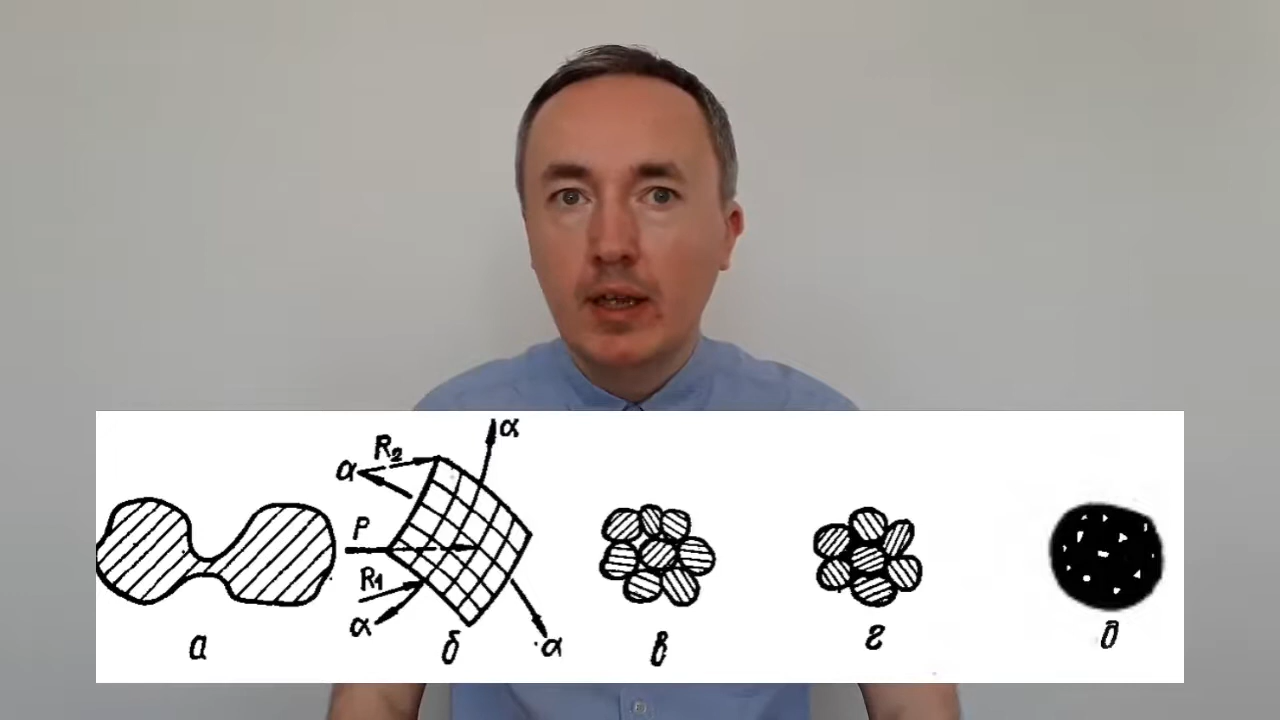 R₂ α
α
P
R₁
α α
а б в г д